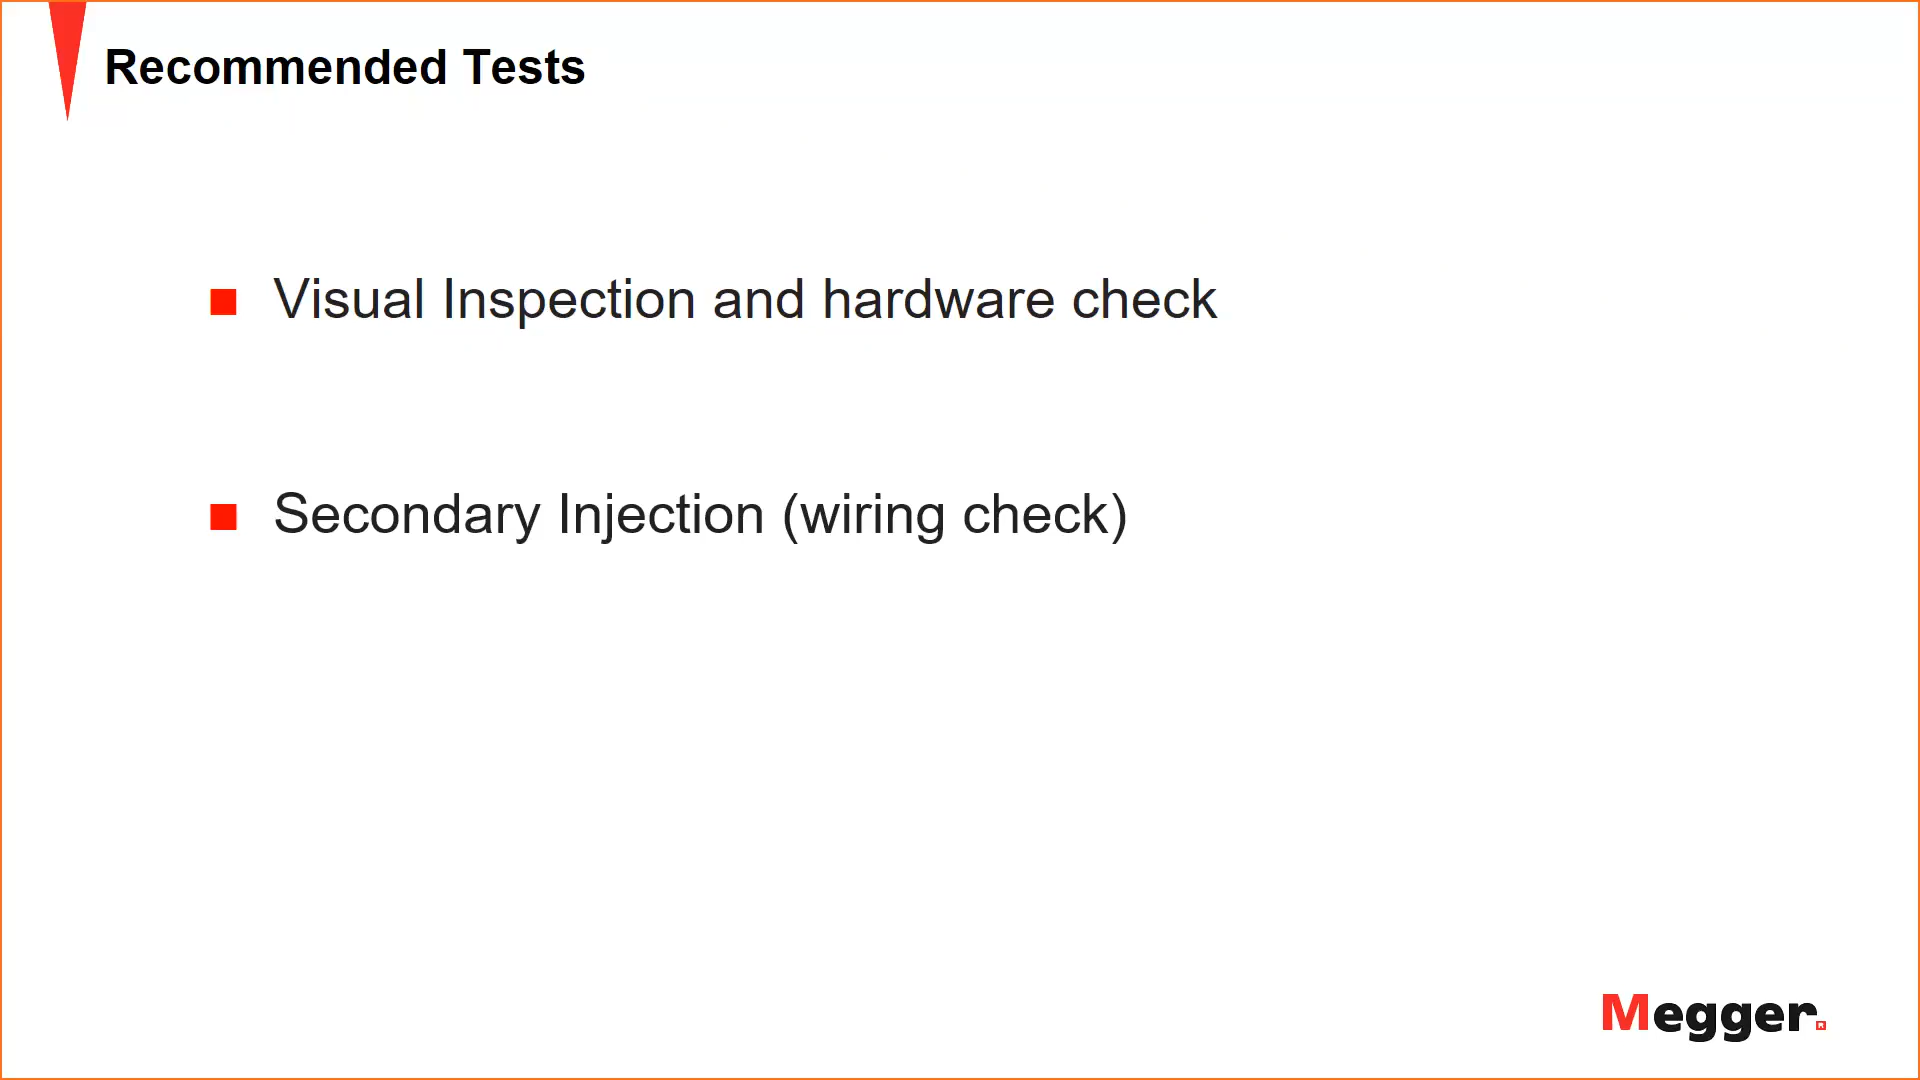 Recommended Tests
Visual Inspection and hardware check
Secondary Injection (wiring check)
Megger.